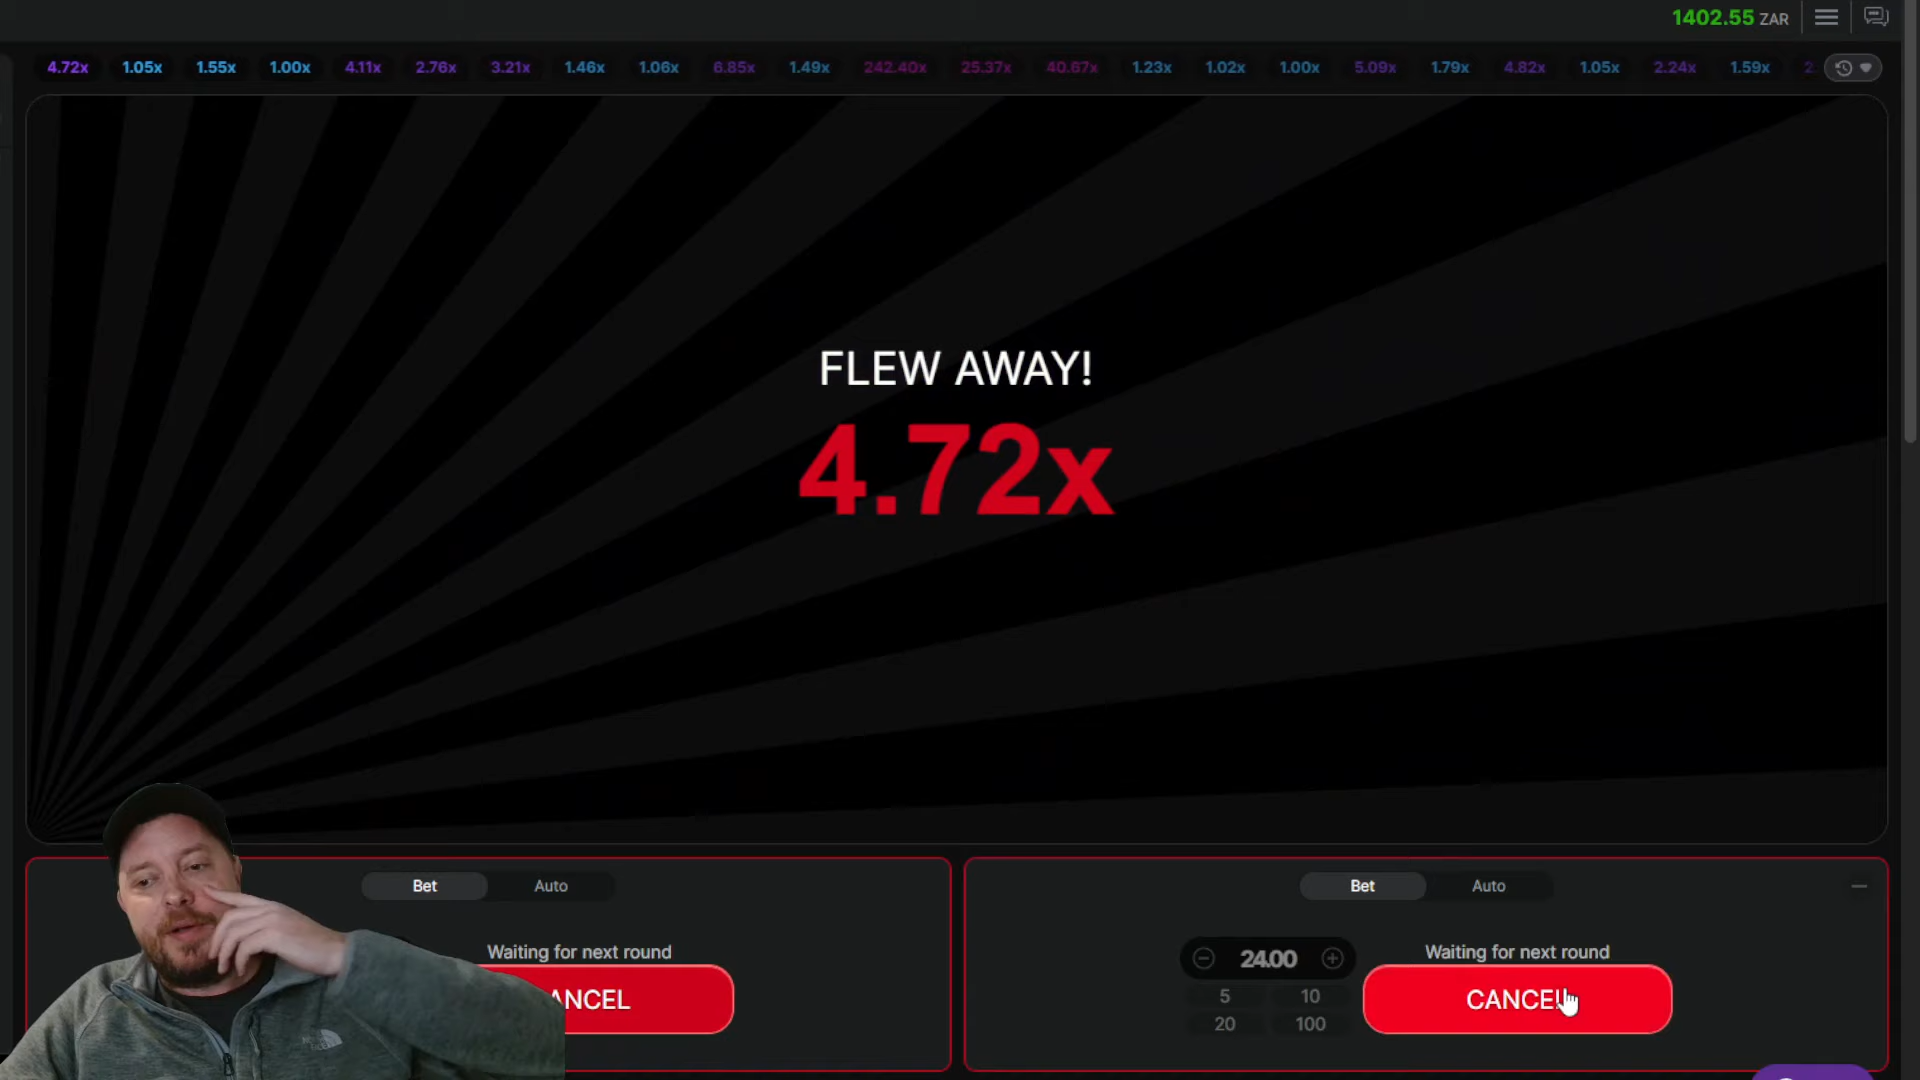 1402.55 ZAR
4.72x 1.05x 1.55x 1.00x 4.11x 2.76x 3.21x 1.46x 1.06x 6.85x 1.49x 242.40x 25.37x 40.67x 1.23x 1.02x 1.00x 5.09x 1.79x 4.82x 1.05x 2.24x 1.59x 2.
FLEW AWAY!
4.72x
Bet Auto
Waiting for next round
ANCEL
Bet Auto
24.00
Waiting for next round
5 10
20 100
CANCEL